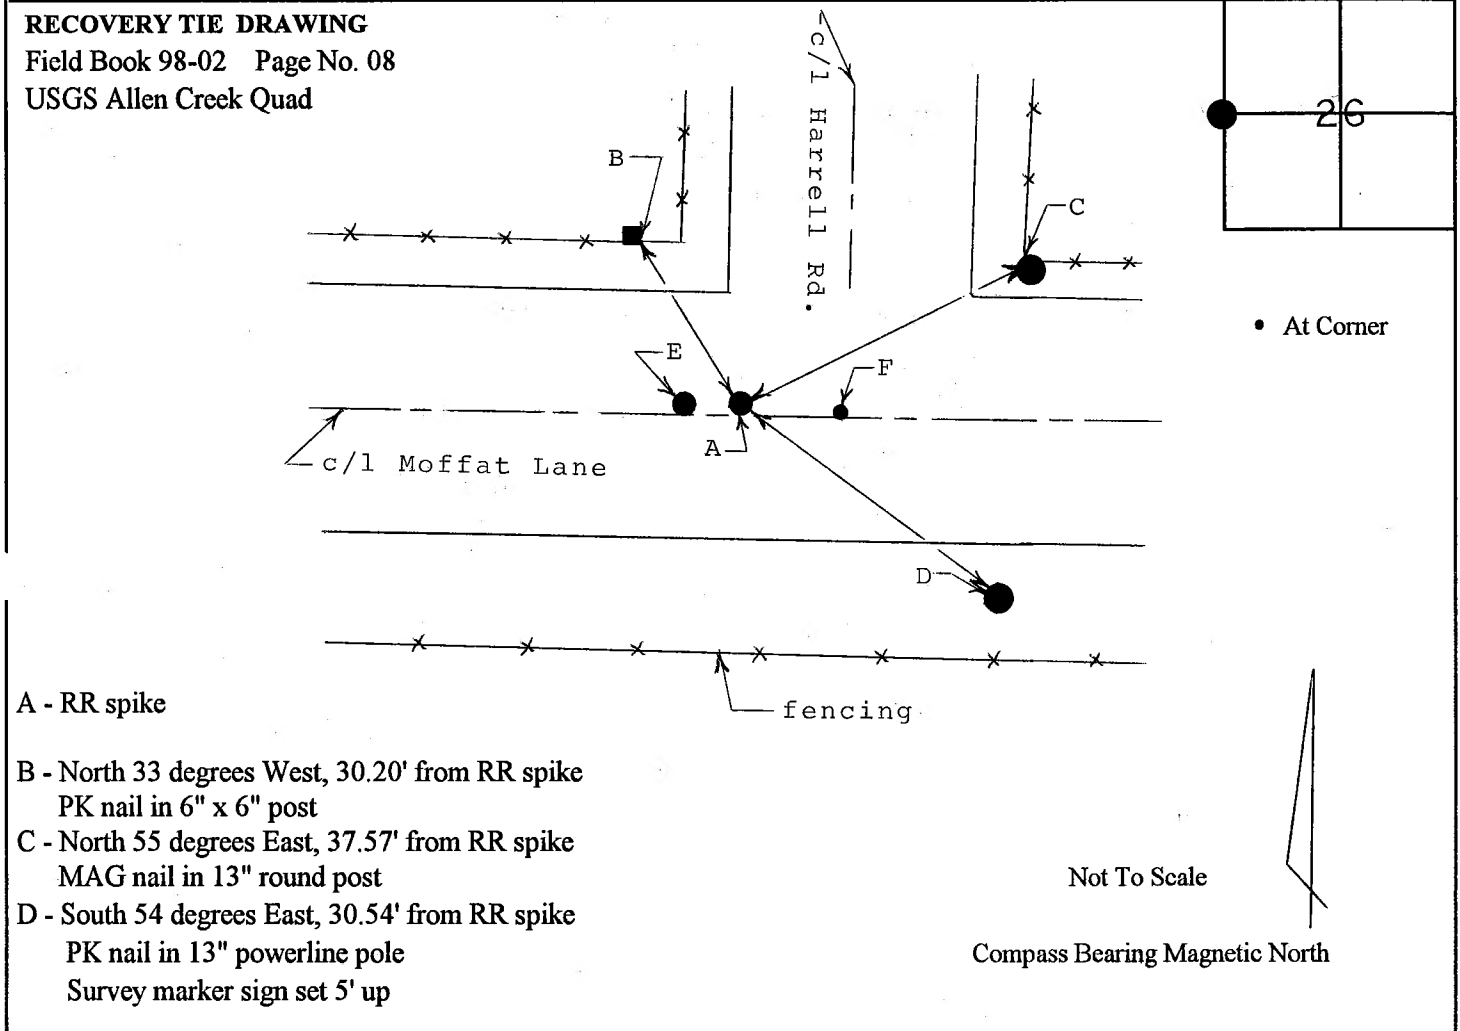 RECOVERY TIE DRAWING
Field Book 98-02 Page No. 08
USGS Allen Creek Quad
c/l Harrell Rd.
26
B
C
• At Corner
E
F
A
c/l Moffat Lane
D
fencing
A - RR spike
B - North 33 degrees West, 30.20' from RR spike
PK nail in 6" x 6" post
C - North 55 degrees East, 37.57' from RR spike
MAG nail in 13" round post
D - South 54 degrees East, 30.54' from RR spike
PK nail in 13" powerline pole
Survey marker sign set 5' up
Not To Scale
Compass Bearing Magnetic North